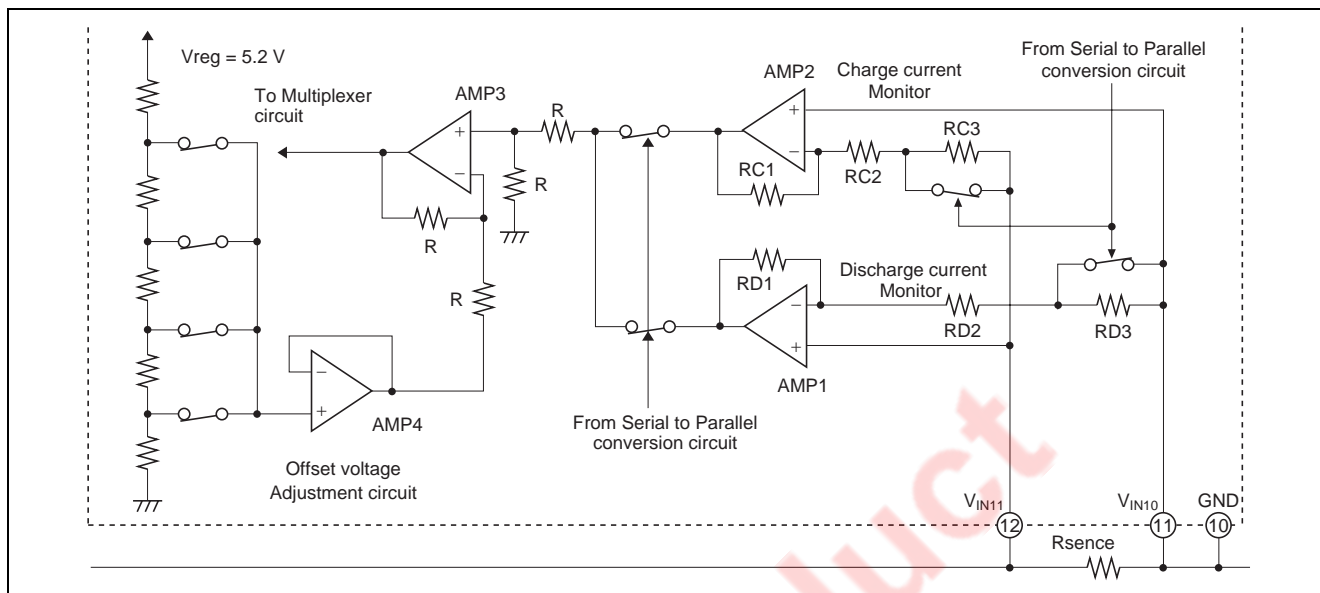 Vreg = 5.2 V
To Multiplexer
circuit
AMP3
+
−
R
R
R
R
AMP2
+
−
Charge current
Monitor
From Serial to Parallel
conversion circuit
RC1
RC2
RC3
RD1
Discharge current
Monitor
RD2
RD3
−
+
AMP1
−
+
AMP4
From Serial to Parallel
conversion circuit
Offset voltage
Adjustment circuit
VIN11
VIN10
GND
12
11
10
Rsence